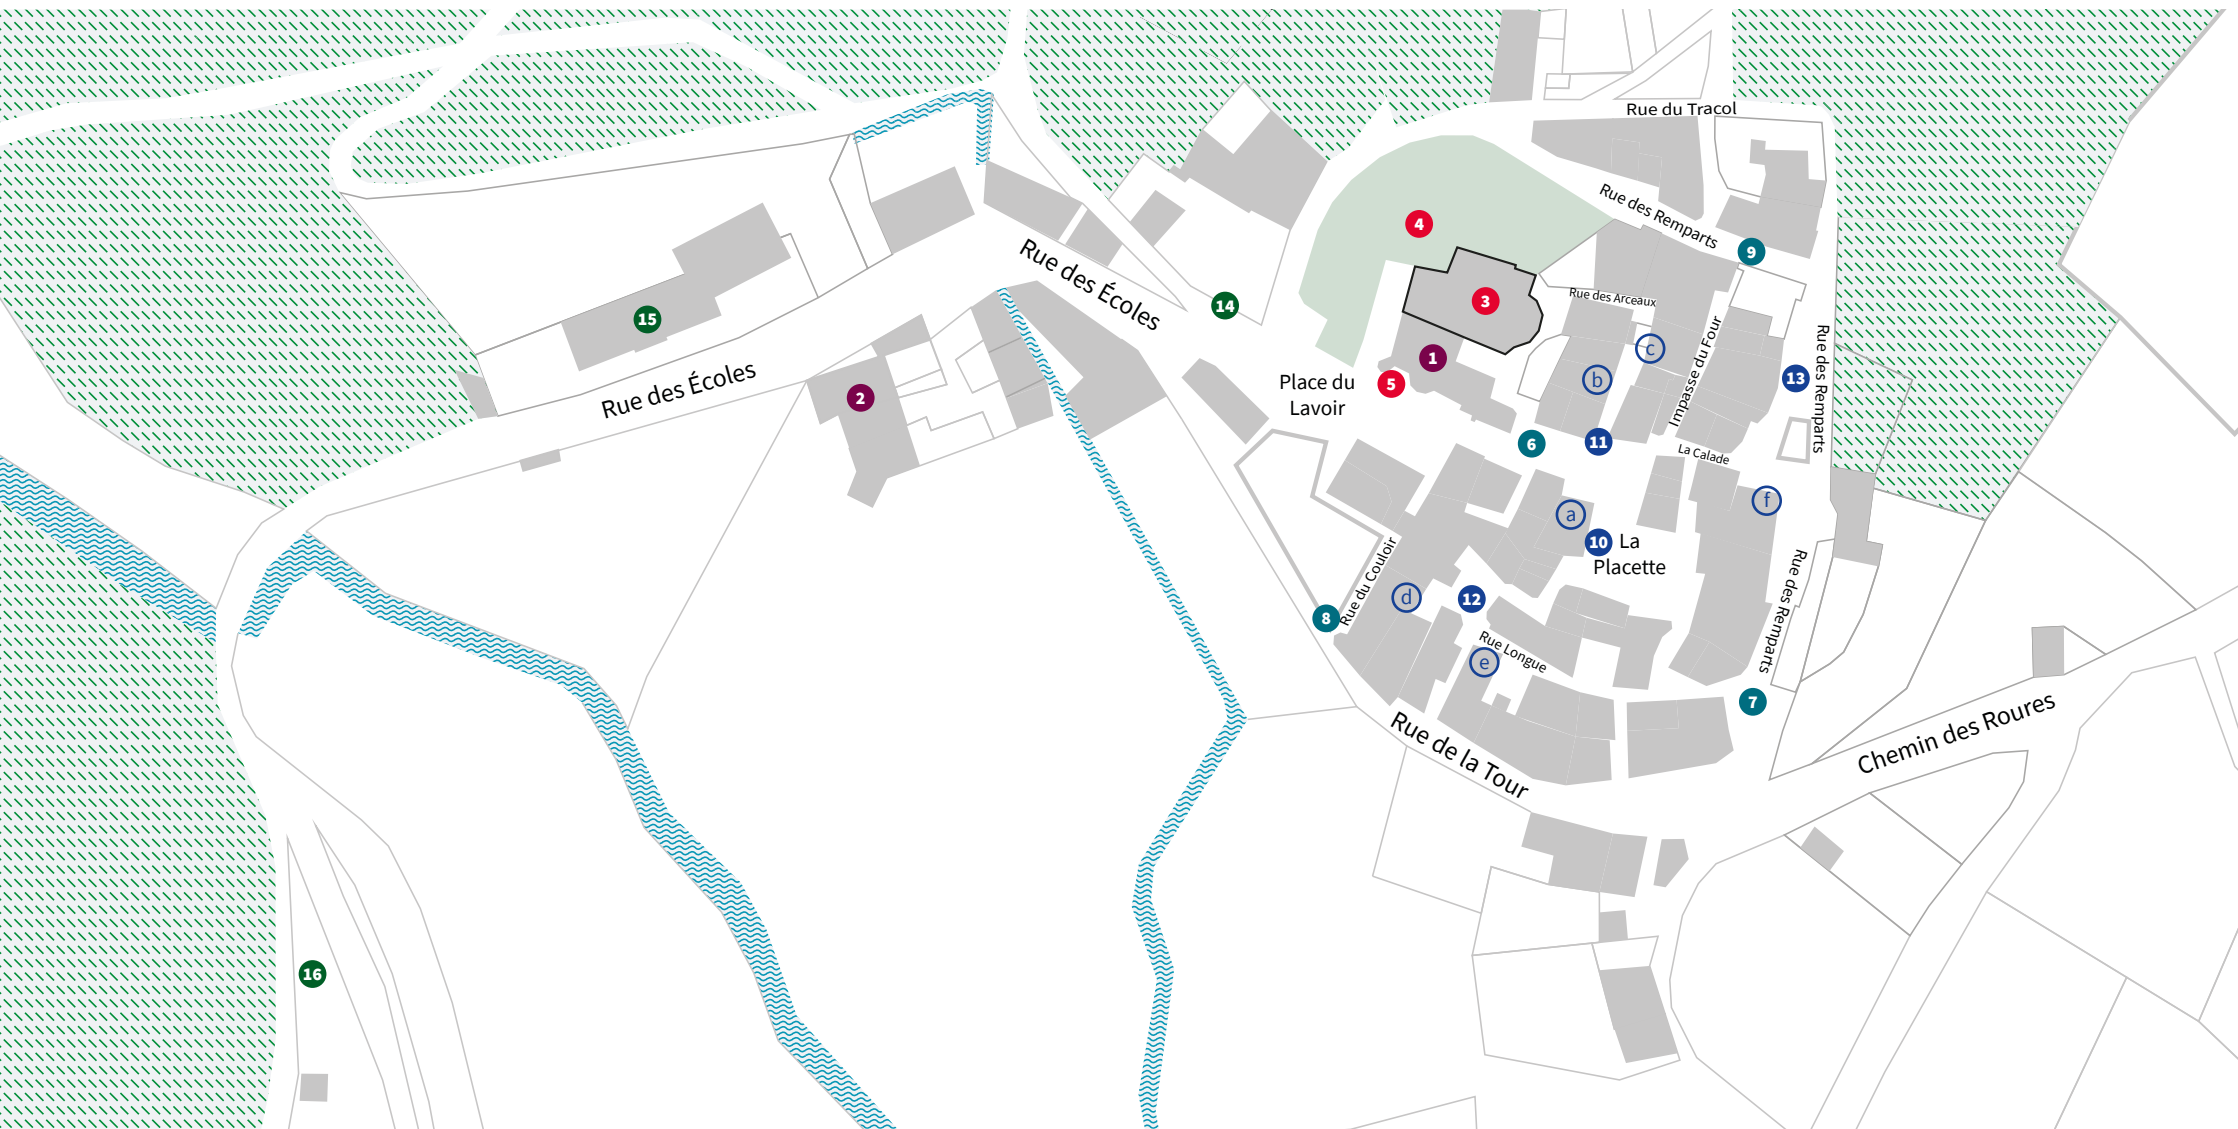 Rue du Tracol
Rue des Remparts
4
9
Rue des Écoles
3
Rue des Arceaux
14
15
c
Impasse du Four
Rue des Remparts
1
Place du
Lavoir
5
b
13
Rue des Écoles
2
6
11
La Calade
f
a
10
La
Placette
Rue du Couloir
d
12
8
Rue Longue
e
Rue des Remparts
7
Rue de la Tour
Chemin des Roures
16